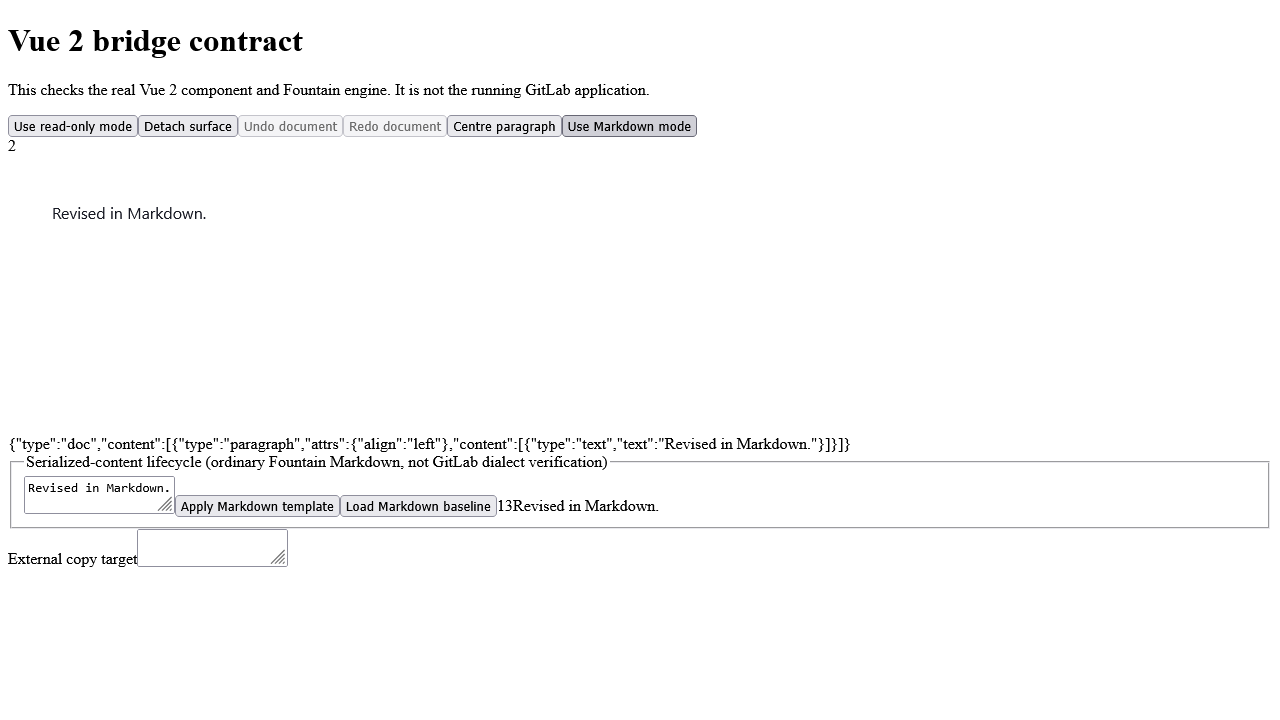 Vue 2 bridge contract
This checks the real Vue 2 component and Fountain engine. It is not the running GitLab application.
Use read-only mode Detach surface Undo document Redo document Centre paragraph Use Markdown mode
2
Revised in Markdown.
{"type":"doc","content":[{"type":"paragraph","attrs":{"align":"left"},"content":[{"type":"text","text":"Revised in Markdown."}]}]}
Serialized-content lifecycle (ordinary Fountain Markdown, not GitLab dialect verification)
Revised in Markdown. Apply Markdown template Load Markdown baseline 13Revised in Markdown.
External copy target